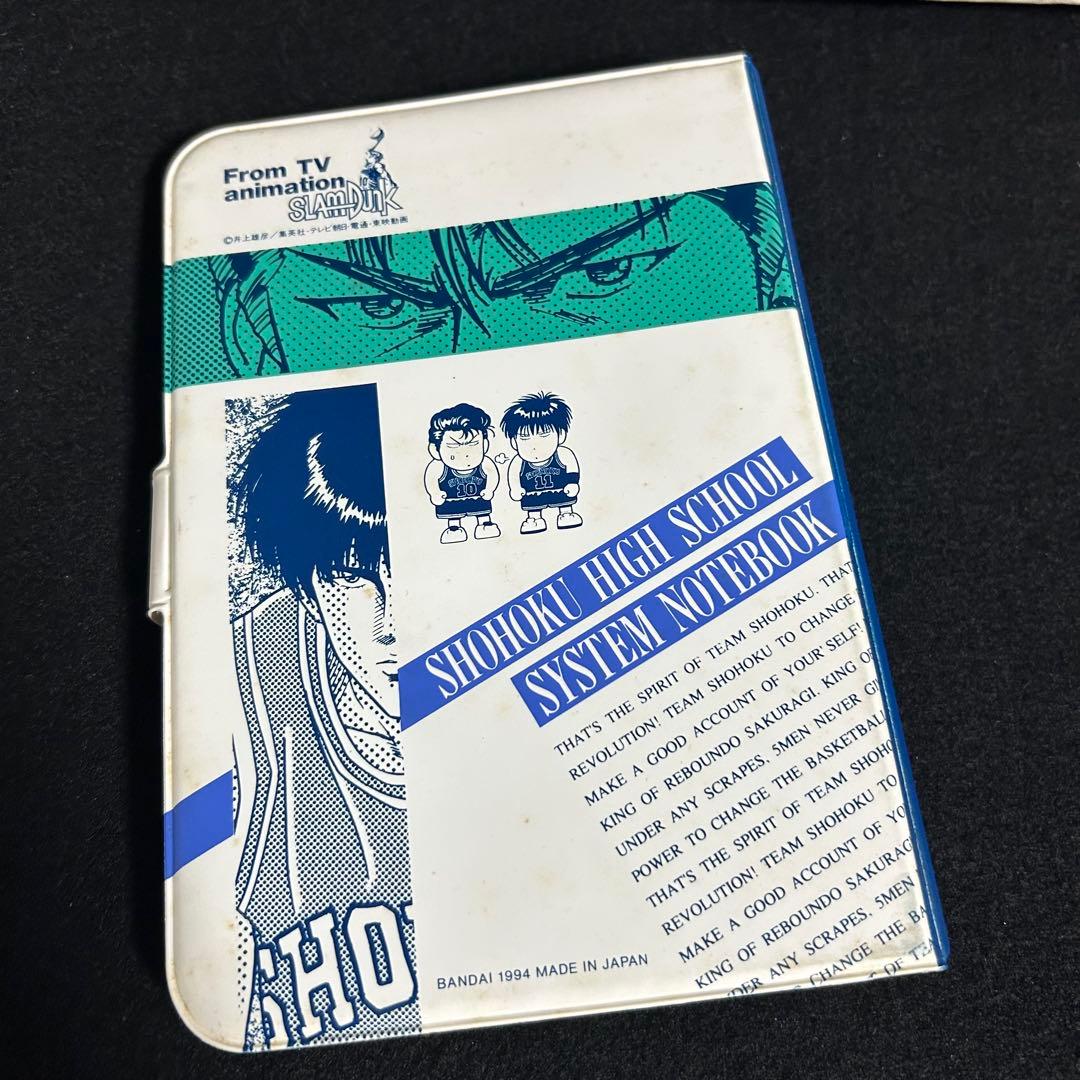 From TV
animation
SLAM DUNK
©井上雄彦／集英社・テレビ朝日・電通・東映動画
10
11
SHOHOKU HIGH SCHOOL
SYSTEM NOTEBOOK
THAT'S THE SPIRIT OF TEAM SHOHOKU. THAT
REVOLUTION! TEAM SHOHOKU TO CHANGE
MAKE A GOOD ACCOUNT OF YOUR SELF!
KING OF REBOUNDO SAKURAGI. KING OF
UNDER ANY SCRAPES, 5MEN NEVER GI
POWER TO CHANGE THE BASKETBALL
THAT'S THE SPIRIT OF TEAM SHOHO
REVOLUTION! TEAM SHOHOKU TO
MAKE A GOOD ACCOUNT OF YO
KING OF REBOUNDO SAKURAGI
UNDER ANY SCRAPES, 5MEN
CHANGE THE BA
OF TEA
SHO
BANDAI 1994 MADE IN JAPAN